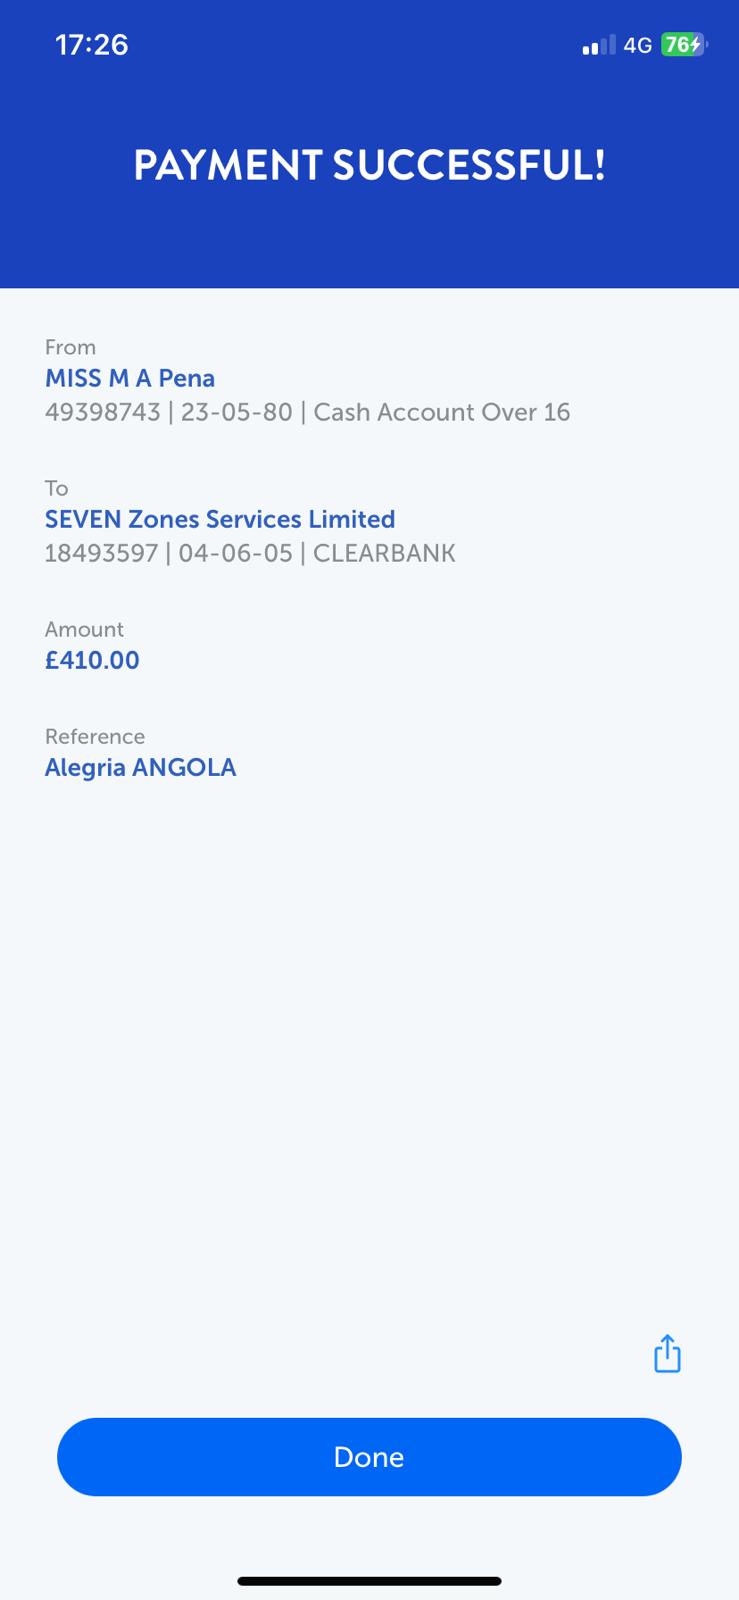 17:26
4G 76
PAYMENT SUCCESSFUL!
From
MISS M A Pena
49398743 | 23-05-80 | Cash Account Over 16
To
SEVEN Zones Services Limited
18493597 | 04-06-05 | CLEARBANK
Amount
£410.00
Reference
Alegria ANGOLA
Done